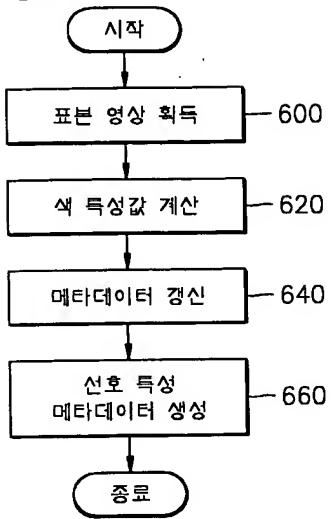 시작
표본 영상 획득
600
색 특성값 계산
620
메타데이터 갱신
640
선호 특성
메타데이터 생성
660
종료